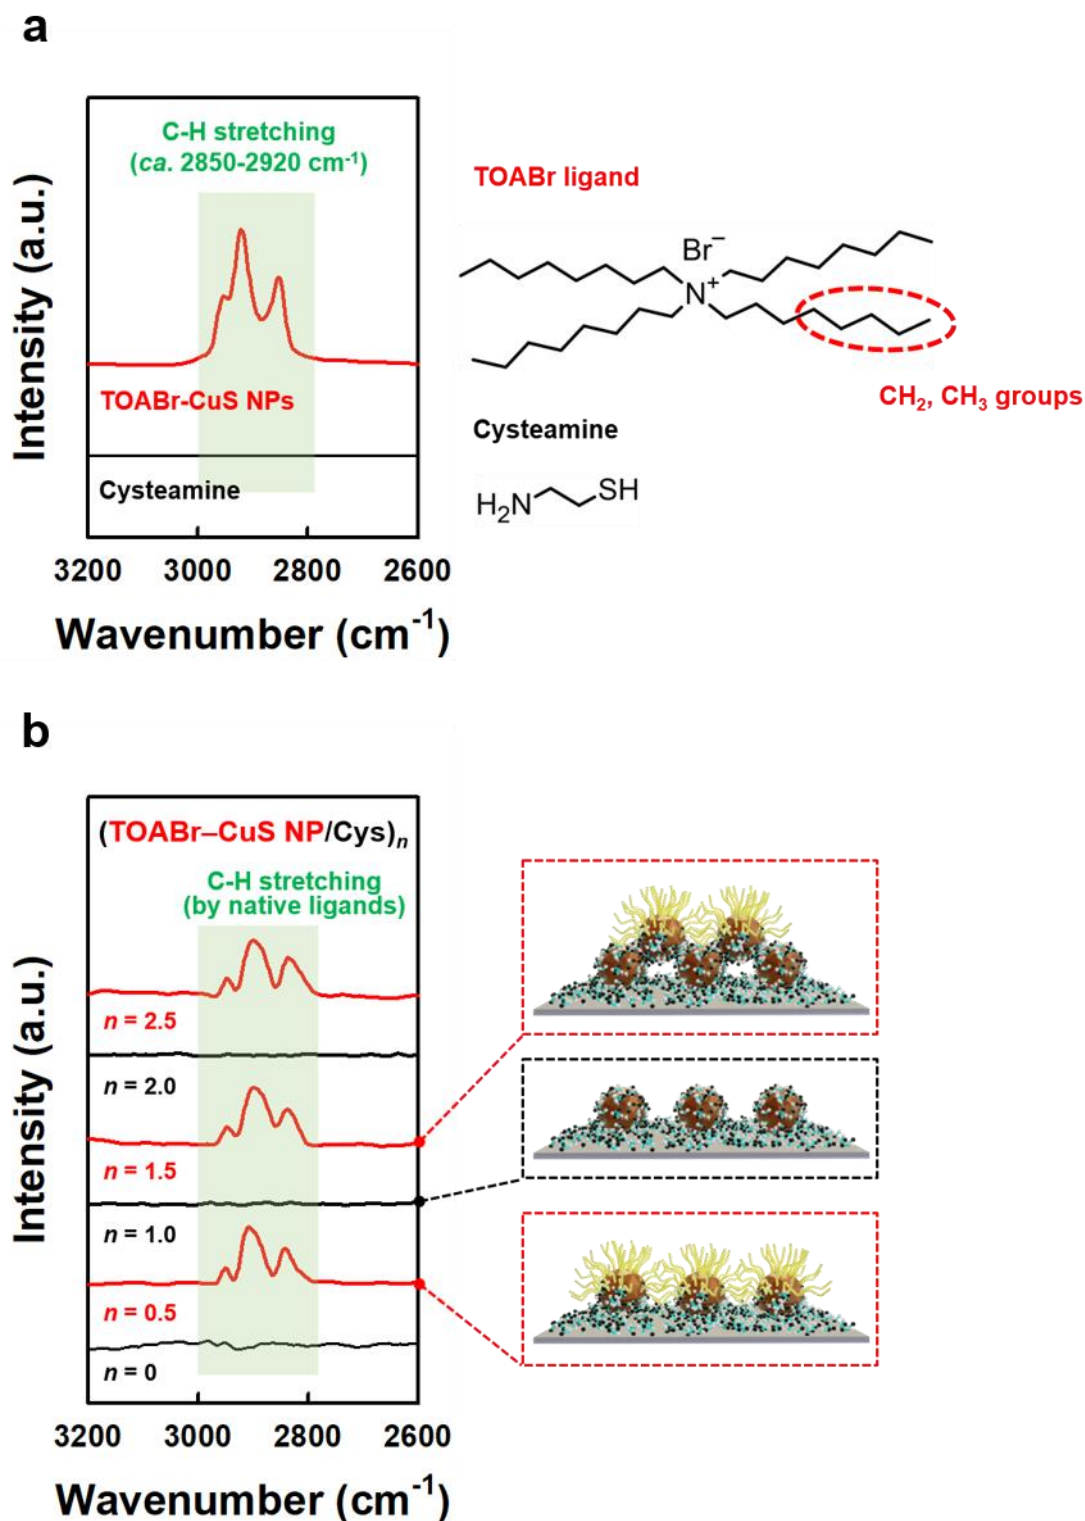 a
C-H stretching
(ca. 2850-2920 cm⁻¹)
TOABr-CuS NPs
Cysteamine
Intensity (a.u.)
3200 3000 2800 2600
Wavenumber (cm⁻¹)
TOABr ligand
Br⁻
N⁺
CH₂, CH₃ groups
Cysteamine
H₂N SH
b
(TOABr–CuS NP/Cys)ₙ
C-H stretching
(by native ligands)
n = 2.5
n = 2.0
n = 1.5
n = 1.0
n = 0.5
n = 0
Intensity (a.u.)
3200 3000 2800 2600
Wavenumber (cm⁻¹)